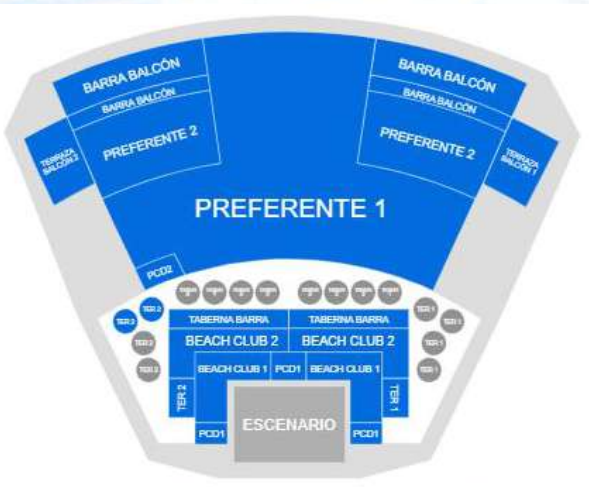 BARRA BALCÓN
BARRA BALCÓN
BARRA BALCÓN
BARRA BALCÓN
PREFERENTE 2
PREFERENTE 2
TERRAZA
BALCÓN 2
TERRAZA
BALCÓN 1
PREFERENTE 1
PCD2
TER 2
TER 2
TER 2
TER 2
TER 1
TER 1
TER 1
TER 1
TABERNA BARRA
TABERNA BARRA
BEACH CLUB 2
BEACH CLUB 2
BEACH CLUB 1
PCD1
BEACH CLUB 1
TER 2
TER 1
ESCENARIO
PCD1
PCD1